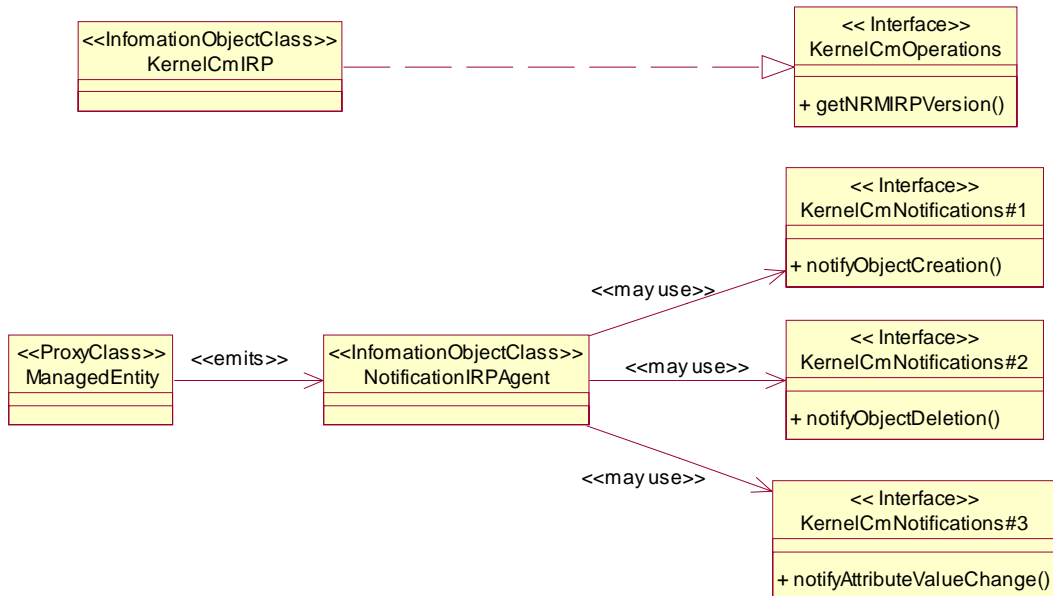 <<InfomationObjectClass>>
KernelCmIRP
<< Interface>>
KernelCmOperations
+ getNRMIRPVersion()
<< Interface>>
KernelCmNotifications#1
+ notifyObjectCreation()
<<may use>>
<<ProxyClass>>
ManagedEntity
<<emits>>
<<InfomationObjectClass>>
NotificationIRPAgent
<<may use>>
<< Interface>>
KernelCmNotifications#2
+ notifyObjectDeletion()
<<may use>>
<< Interface>>
KernelCmNotifications#3
+ notifyAttributeValueChange()